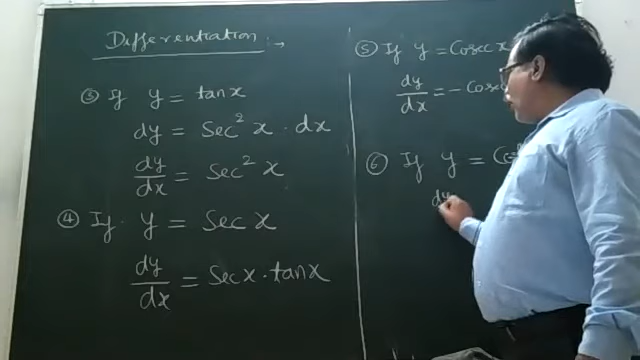 Differentiation :→
③ If y = tan x
dy = Sec² x · dx
dy/dx = Sec² x
④ If y = Sec x
dy/dx = Sec x · tan x
⑤ If y = Cosec x
dy/dx = - Cosec
⑥ If y =
dy